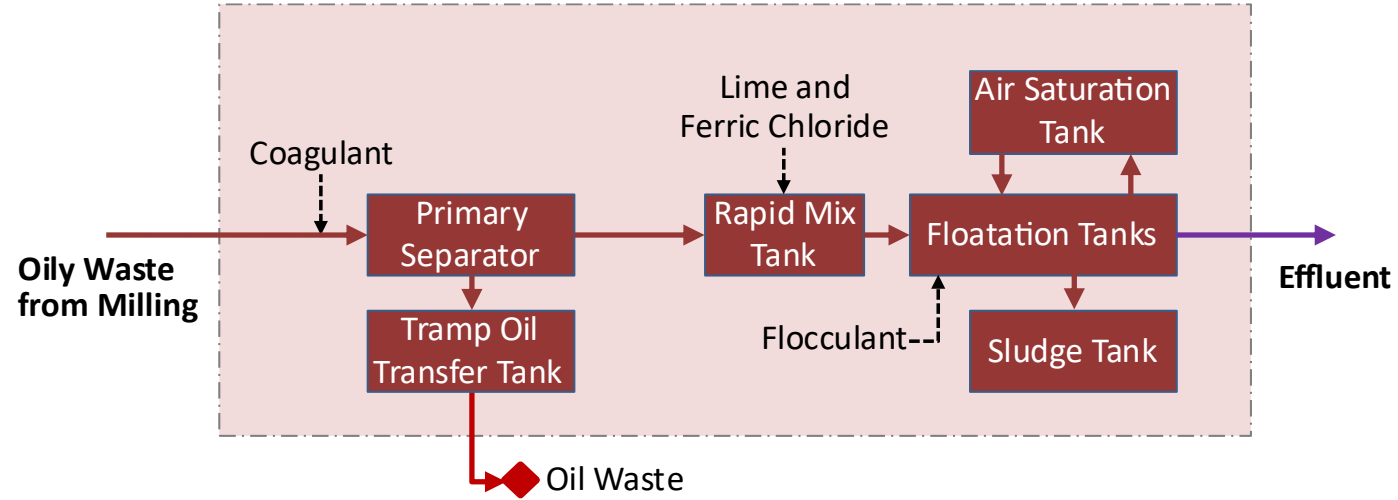 Lime and
Ferric Chloride
Air Saturation
Tank
Coagulant
Primary
Separator
Rapid Mix
Tank
Floatation Tanks
Oily Waste
from Milling
Effluent
Tramp Oil
Transfer Tank
Flocculant
Sludge Tank
Oil Waste